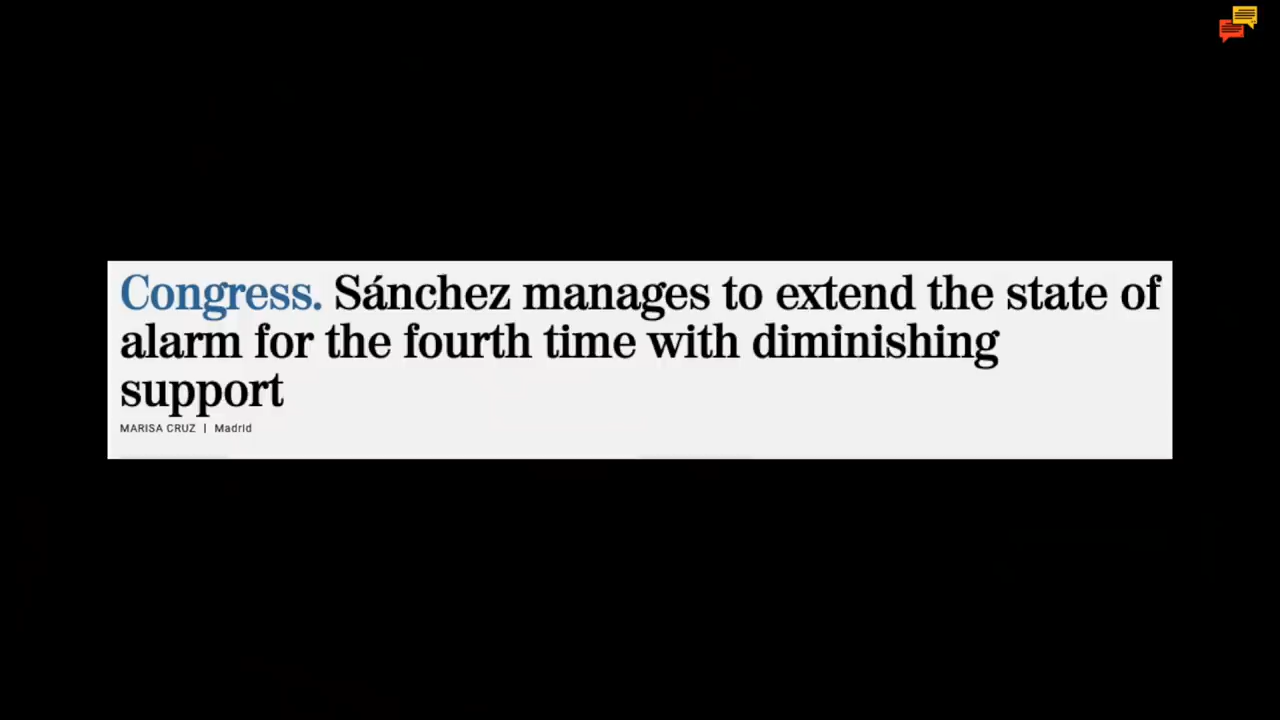 Congress. Sánchez manages to extend the state of
alarm for the fourth time with diminishing
support
MARISA CRUZ | Madrid